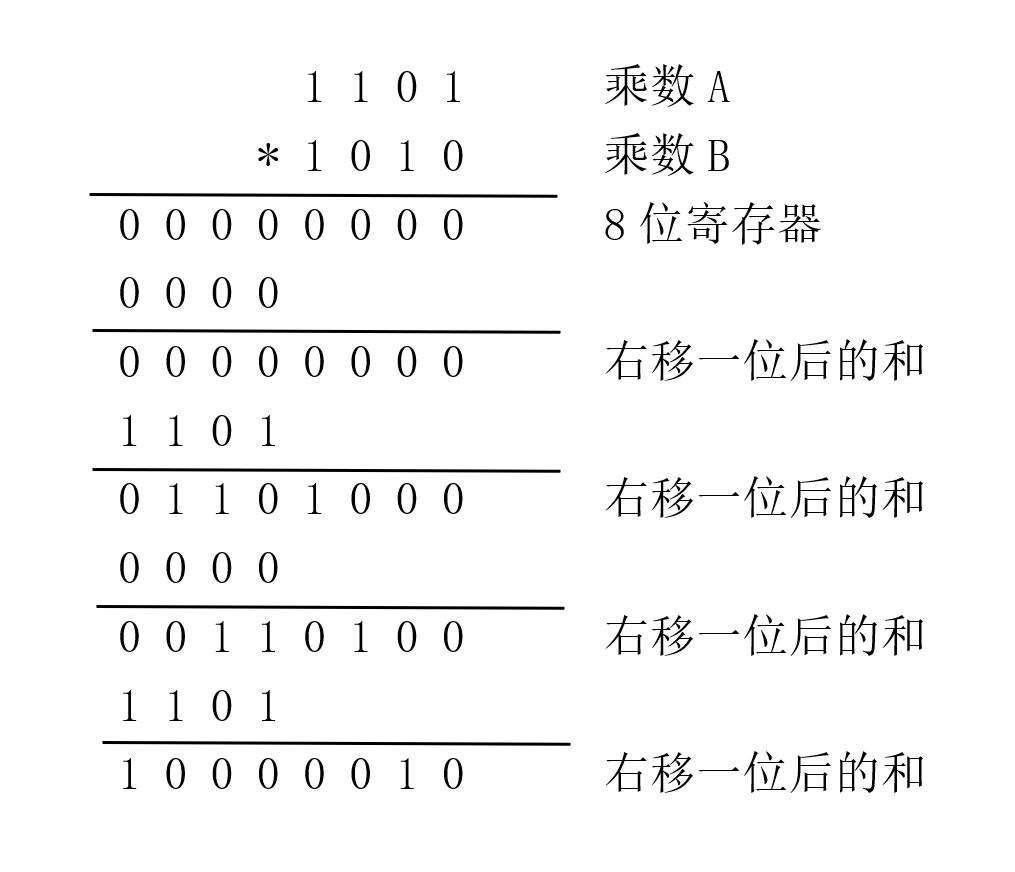 1 1 0 1 乘数 A
* 1 0 1 0 乘数 B
0 0 0 0 0 0 0 0 8 位寄存器
0 0 0 0
0 0 0 0 0 0 0 0 右移一位后的和
1 1 0 1
0 1 1 0 1 0 0 0 右移一位后的和
0 0 0 0
0 0 1 1 0 1 0 0 右移一位后的和
1 1 0 1
1 0 0 0 0 0 1 0 右移一位后的和